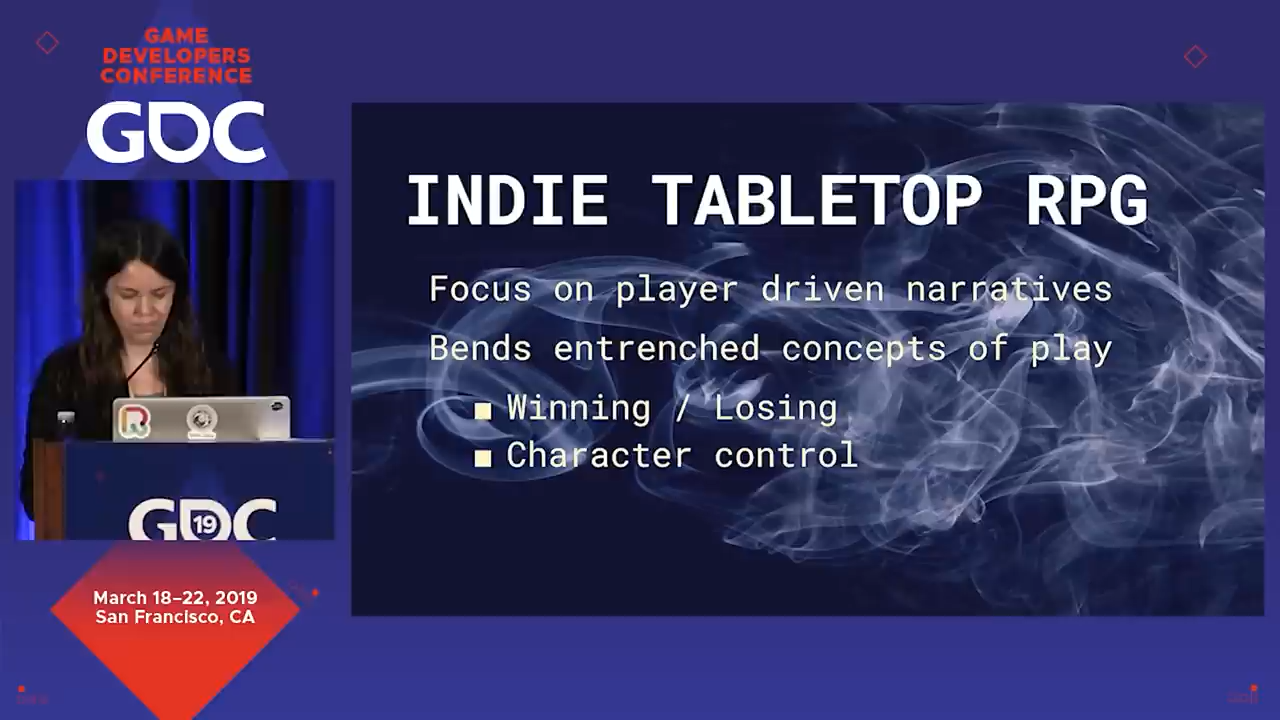 GAME
DEVELOPERS
CONFERENCE
GDC
INDIE TABLETOP RPG
Focus on player driven narratives
Bends entrenched concepts of play
Winning / Losing
Character control
GDC
19
March 18–22, 2019
San Francisco, CA